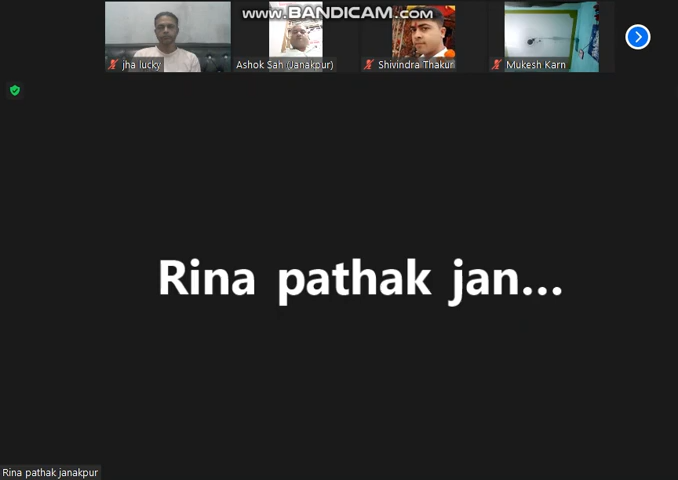 www.BANDICAM.com
jha lucky
Ashok Sah (Janakpur)
Shivindra Thakur
Mukesh Karn
Rina pathak jan...
Rina pathak janakpur